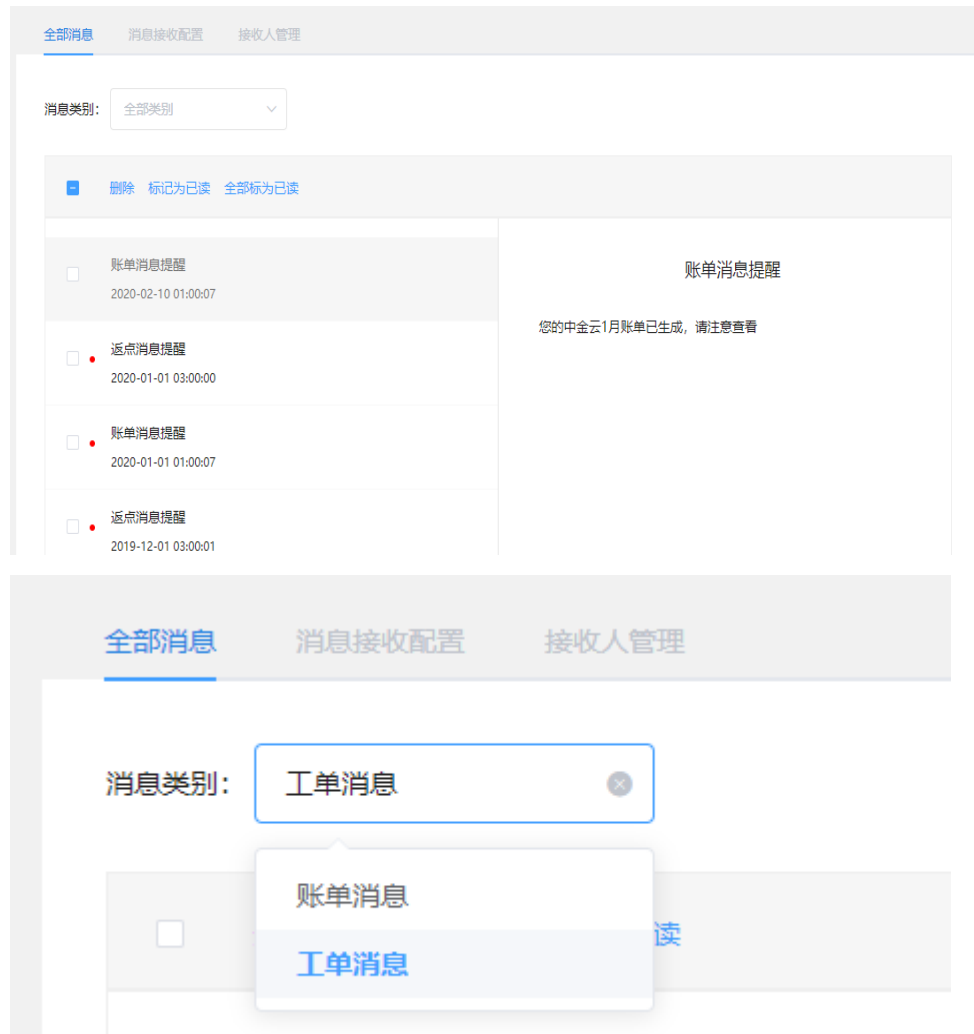 全部消息 消息接收配置 接收人管理
消息类别： 全部类别
删除 标记为已读 全部标为已读
账单消息提醒
2020-02-10 01:00:07
返点消息提醒
2020-01-01 03:00:00
账单消息提醒
2020-01-01 01:00:07
返点消息提醒
2019-12-01 03:00:01
账单消息提醒
您的中金云1月账单已生成，请注意查看
全部消息 消息接收配置 接收人管理
消息类别： 工单消息
账单消息
读
工单消息